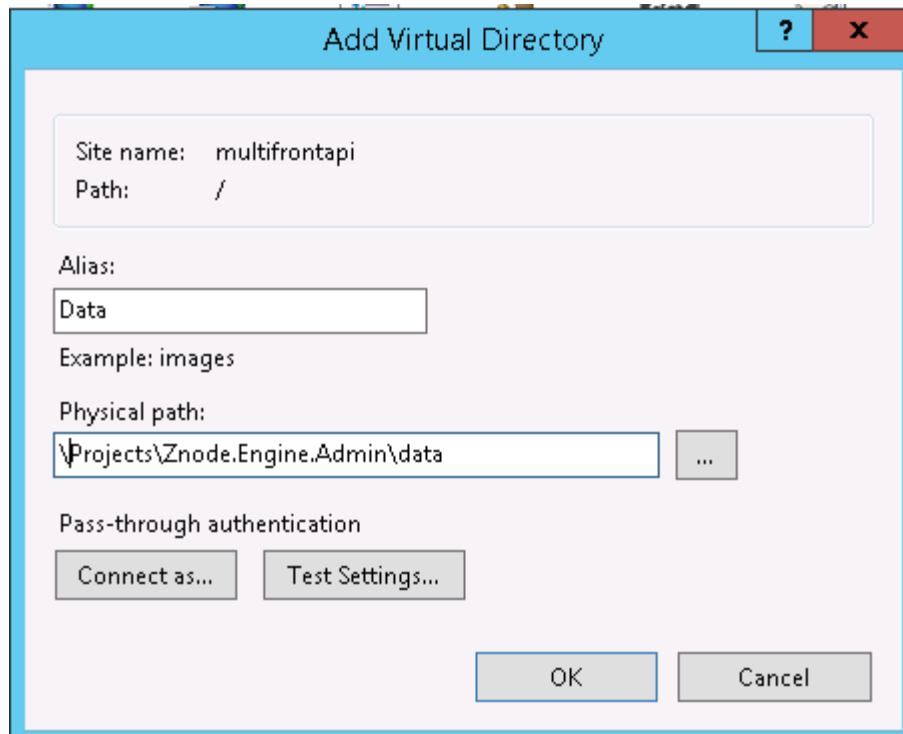 Add Virtual Directory
?
x
Site name: multifrontapi
Path: /
Alias:
Data
Example: images
Physical path:
\Projects\Znode.Engine.Admin\data
...
Pass-through authentication
Connect as... Test Settings...
OK Cancel